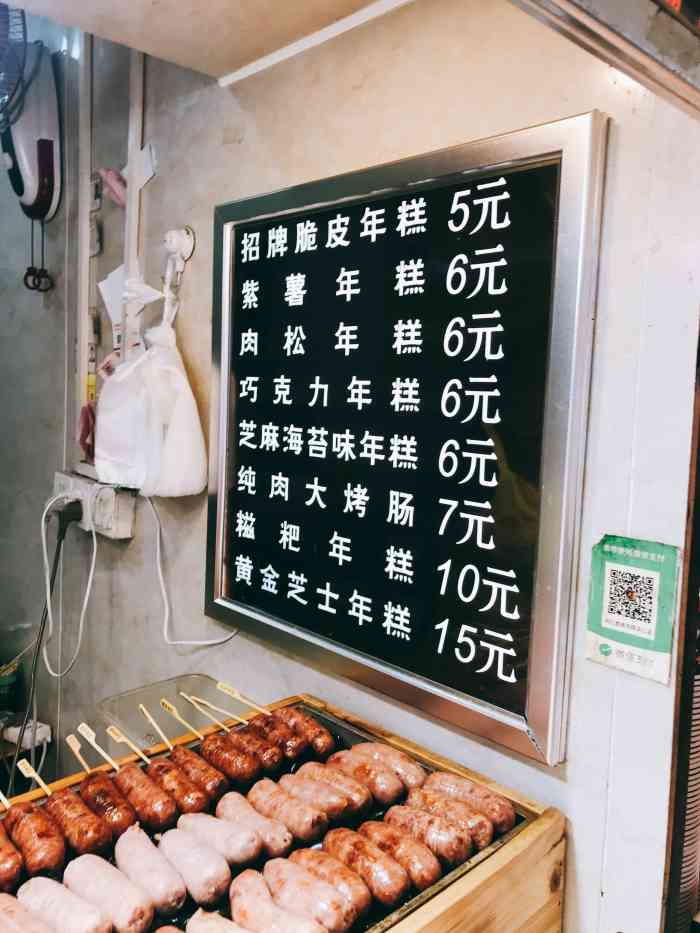 招牌脆皮年糕 5元
紫薯年糕 6元
肉松年糕 6元
巧克力年糕 6元
芝麻海苔味年糕 6元
纯肉大烤肠 7元
糍粑年糕 10元
黄金芝士年糕 15元